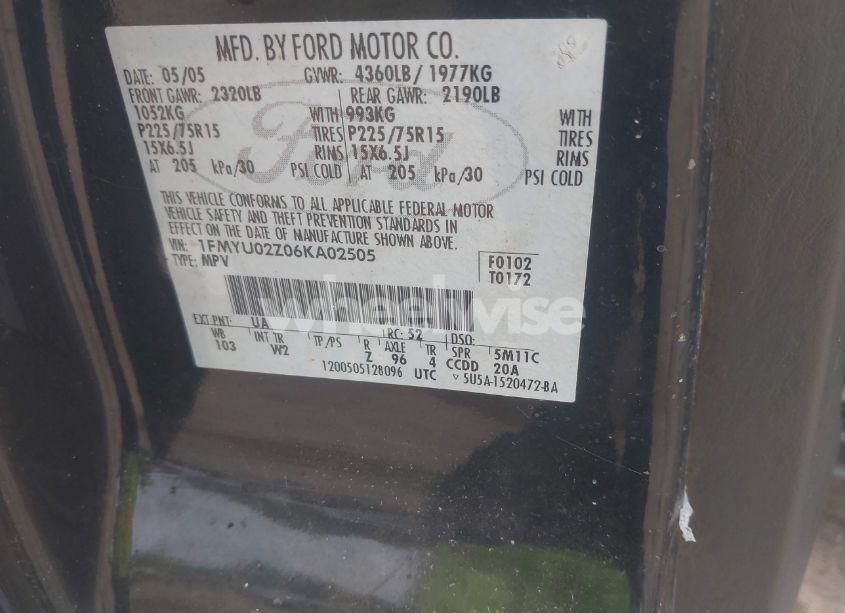 MFD. BY FORD MOTOR CO.
DATE: 05/05 GVWR: 4360LB/ 1977KG
FRONT GAWR: 2320LB REAR GAWR: 2190LB
1052KG WITH 993KG WITH
P225/75R15 TIRES P225/75R15 TIRES
15X6.5J RIMS 15X6.5J RIMS
AT 205 kPa/30 PSI COLD AT 205 kPa/30 PSI COLD
Ford
THIS VEHICLE CONFORMS TO ALL APPLICABLE FEDERAL MOTOR
VEHICLE SAFETY AND THEFT PREVENTION STANDARDS IN
EFFECT ON THE DATE OF MANUFACTURE SHOWN ABOVE.
VIN: 1FMYU02Z06KA02505
TYPE: MPV
F0102
T0172
wheelwise
EXT PNT: UA RC: 52 DSO:
WB INT TR TP/PS R AXLE TR SPR 5M11C
103 W2 Z 96 4 CCDD 20A
1200505128096 UTC ▽ 5U5A-1520472-BA